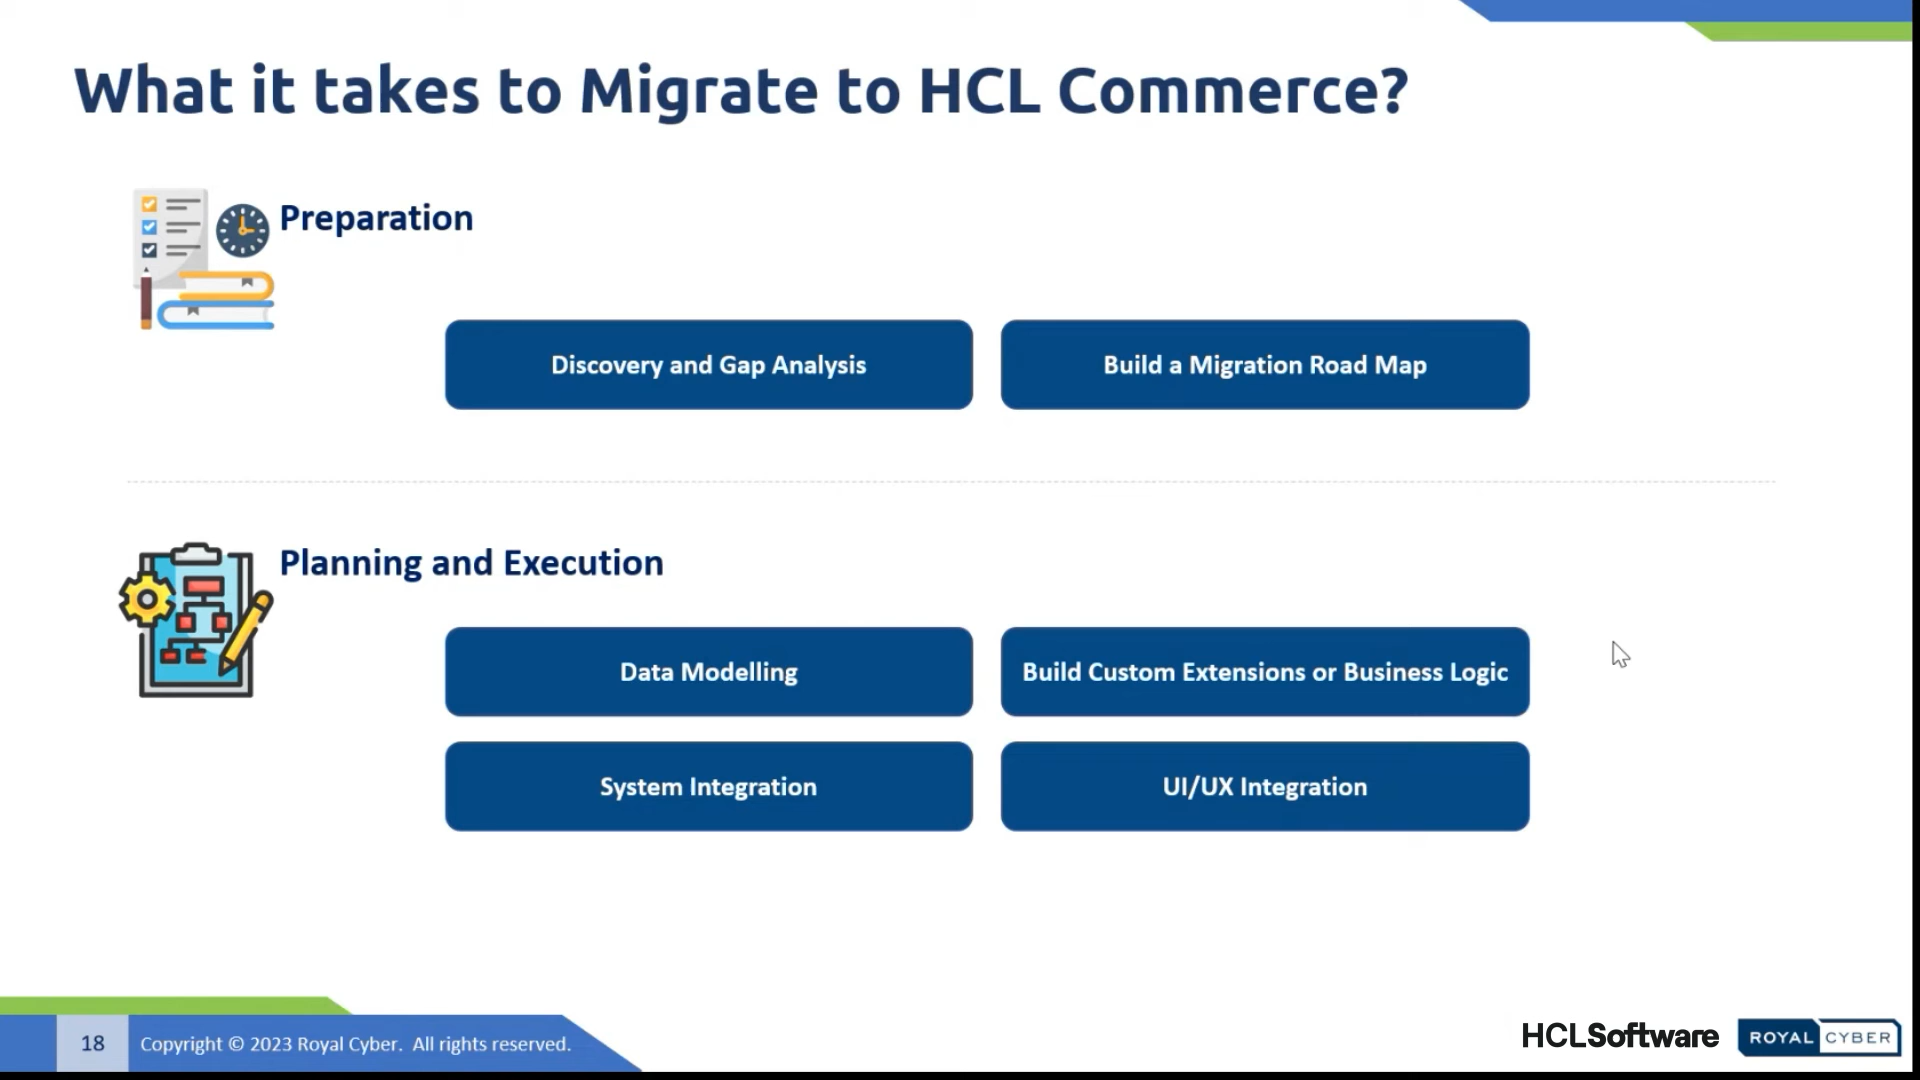 What it takes to Migrate to HCL Commerce?
Preparation
Discovery and Gap Analysis
Build a Migration Road Map
Planning and Execution
Data Modelling
Build Custom Extensions or Business Logic
System Integration
UI/UX Integration
18
Copyright © 2023 Royal Cyber. All rights reserved.
HCLSoftware
ROYAL CYBER